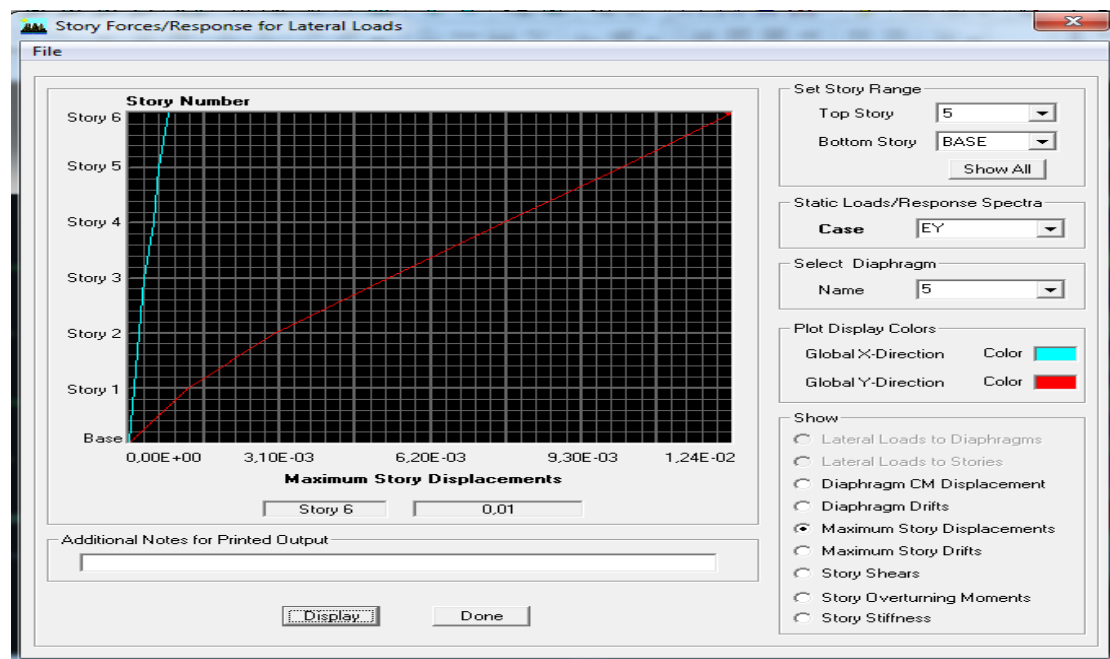 Story Forces/Response for Lateral Loads
File
Story Number
Story 6
Story 5
Story 4
Story 3
Story 2
Story 1
Base
0,00E+00 3,10E-03 6,20E-03 9,30E-03 1,24E-02
Maximum Story Displacements
Story 6 0,01
Additional Notes for Printed Output
Display Done
Set Story Range
Top Story 5
Bottom Story BASE
Show All
Static Loads/Response Spectra
Case EY
Select Diaphragm
Name 5
Plot Display Colors
Global X-Direction Color
Global Y-Direction Color
Show
Lateral Loads to Diaphragms
Lateral Loads to Stories
Diaphragm CM Displacement
Diaphragm Drifts
Maximum Story Displacements
Maximum Story Drifts
Story Shears
Story Overturning Moments
Story Stiffness